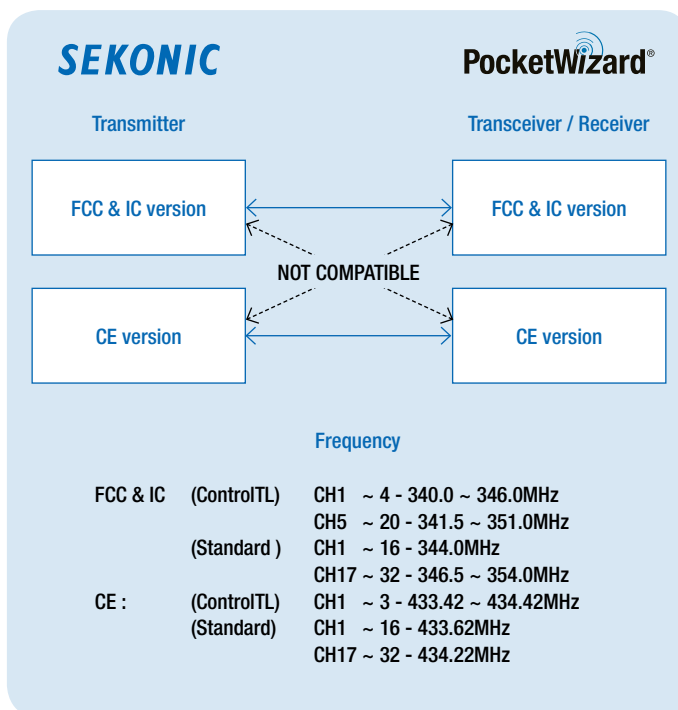 SEKONIC
PocketWizard®
Transmitter
Transceiver / Receiver
FCC & IC version
FCC & IC version
NOT COMPATIBLE
CE version
CE version
Frequency
FCC & IC (ControlTL) CH1 ~ 4 - 340.0 ~ 346.0MHz
CH5 ~ 20 - 341.5 ~ 351.0MHz
(Standard ) CH1 ~ 16 - 344.0MHz
CH17 ~ 32 - 346.5 ~ 354.0MHz
CE : (ControlTL) CH1 ~ 3 - 433.42 ~ 434.42MHz
(Standard) CH1 ~ 16 - 433.62MHz
CH17 ~ 32 - 434.22MHz